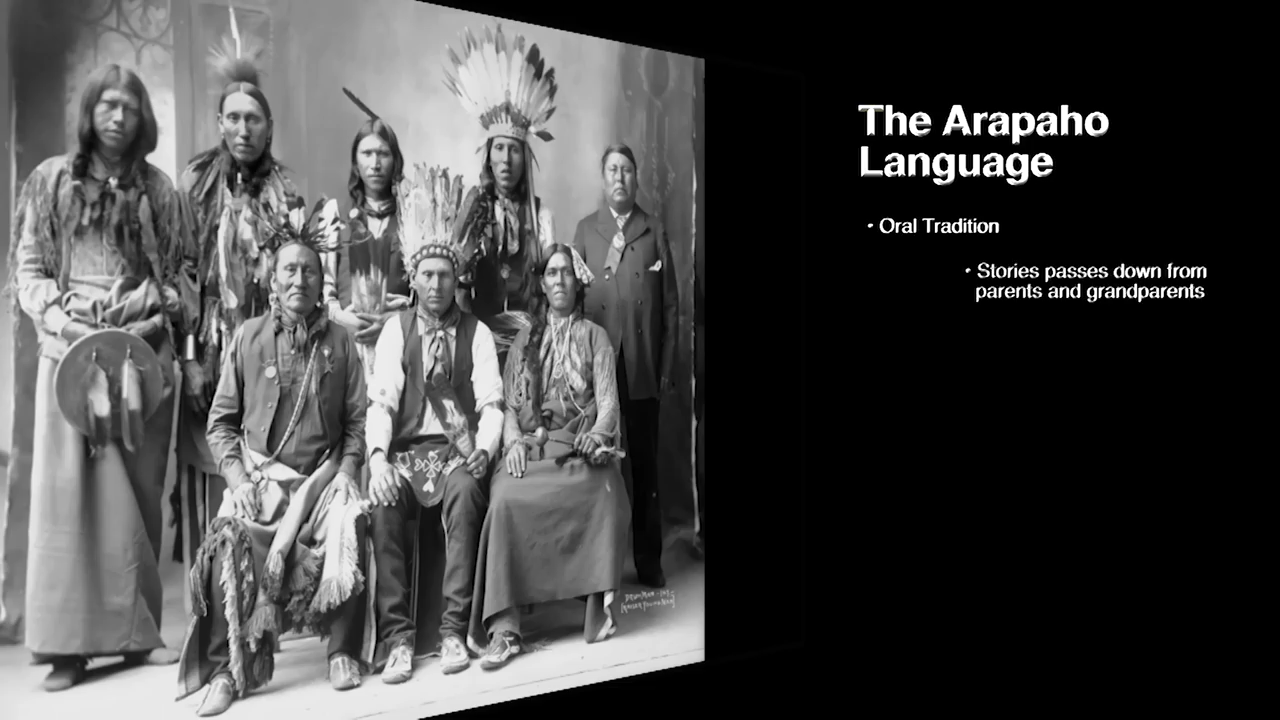 The Arapaho
Language
• Oral Tradition
• Stories passes down from
parents and grandparents